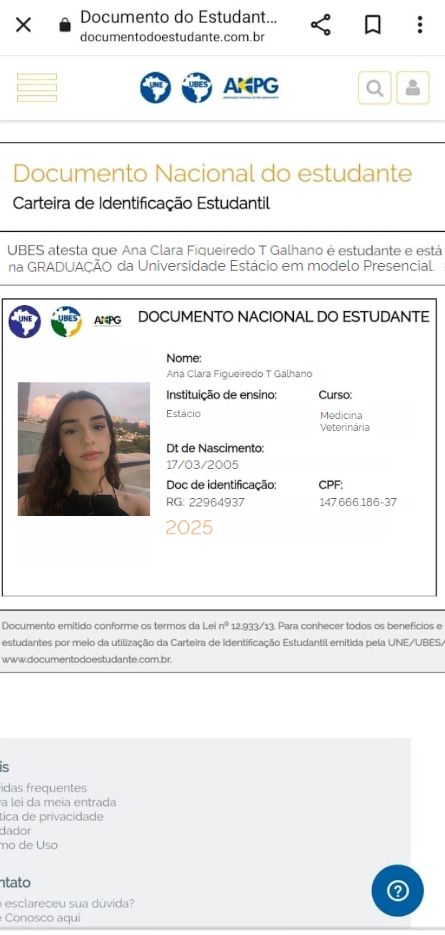 Documento do Estudant...
documentodoestudante.com.br
UNE UBES ANPG
Documento Nacional do estudante
Carteira de Identificação Estudantil
UBES atesta que Ana Clara Figueiredo T Galhano é estudante e está
na GRADUAÇÃO da Universidade Estácio em modelo Presencial.
UNE UBES ANPG DOCUMENTO NACIONAL DO ESTUDANTE
Nome:
Ana Clara Figueiredo T Galhano
Instituição de ensino: Curso:
Estácio Medicina
Veterinária
Dt de Nascimento:
17/03/2005
Doc de identificação: CPF:
RG: 22964937 147.666.186-37
2025
Documento emitido conforme os termos da Lei nº 12.933/13. Para conhecer todos os benefícios e
estudantes por meio da utilização da Carteira de Identificação Estudantil emitida pela UNE/UBES/
www.documentodoestudante.com.br.
is
idas frequentes
a lei da meia entrada
tica de privacidade
dador
mo de Uso
ntato
esclareceu sua dúvida?
Conosco aqui